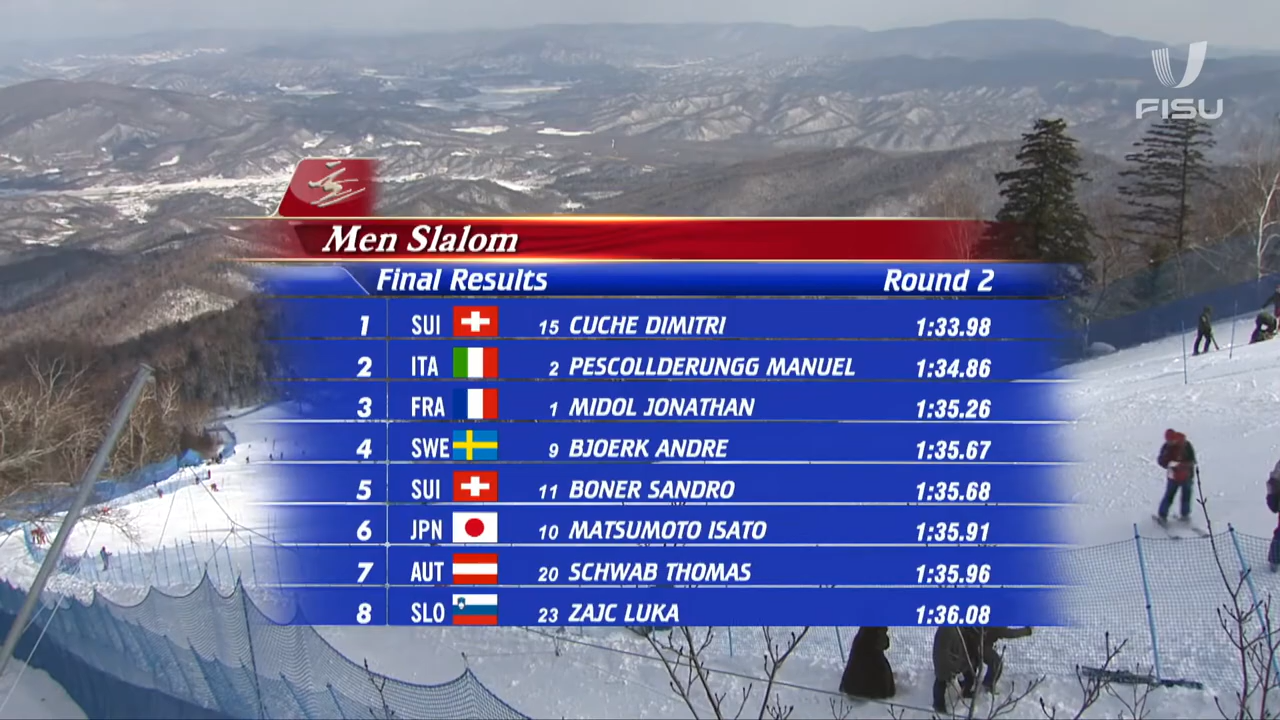 FISU
Men Slalom
Final Results Round 2
1 SUI 15 CUCHE DIMITRI 1:33.98
2 ITA 2 PESCOLLDERUNGG MANUEL 1:34.86
3 FRA 1 MIDOL JONATHAN 1:35.26
4 SWE 9 BJOERK ANDRE 1:35.67
5 SUI 11 BONER SANDRO 1:35.68
6 JPN 10 MATSUMOTO ISATO 1:35.91
7 AUT 20 SCHWAB THOMAS 1:35.96
8 SLO 23 ZAJC LUKA 1:36.08